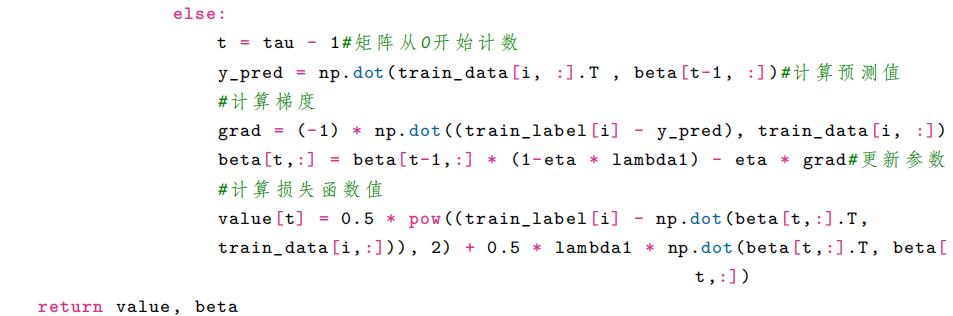 else:
t = tau - 1#矩阵从0开始计数
y_pred = np.dot(train_data[i, :].T , beta[t-1, :])#计算预测值
#计算梯度
grad = (-1) * np.dot((train_label[i] - y_pred), train_data[i, :])
beta[t,:] = beta[t-1,:] * (1-eta * lambda1) - eta * grad#更新参数
#计算损失函数值
value[t] = 0.5 * pow((train_label[i] - np.dot(beta[t,:].T,
train_data[i,:])), 2) + 0.5 * lambda1 * np.dot(beta[t,:].T, beta[
t,:])
return value, beta